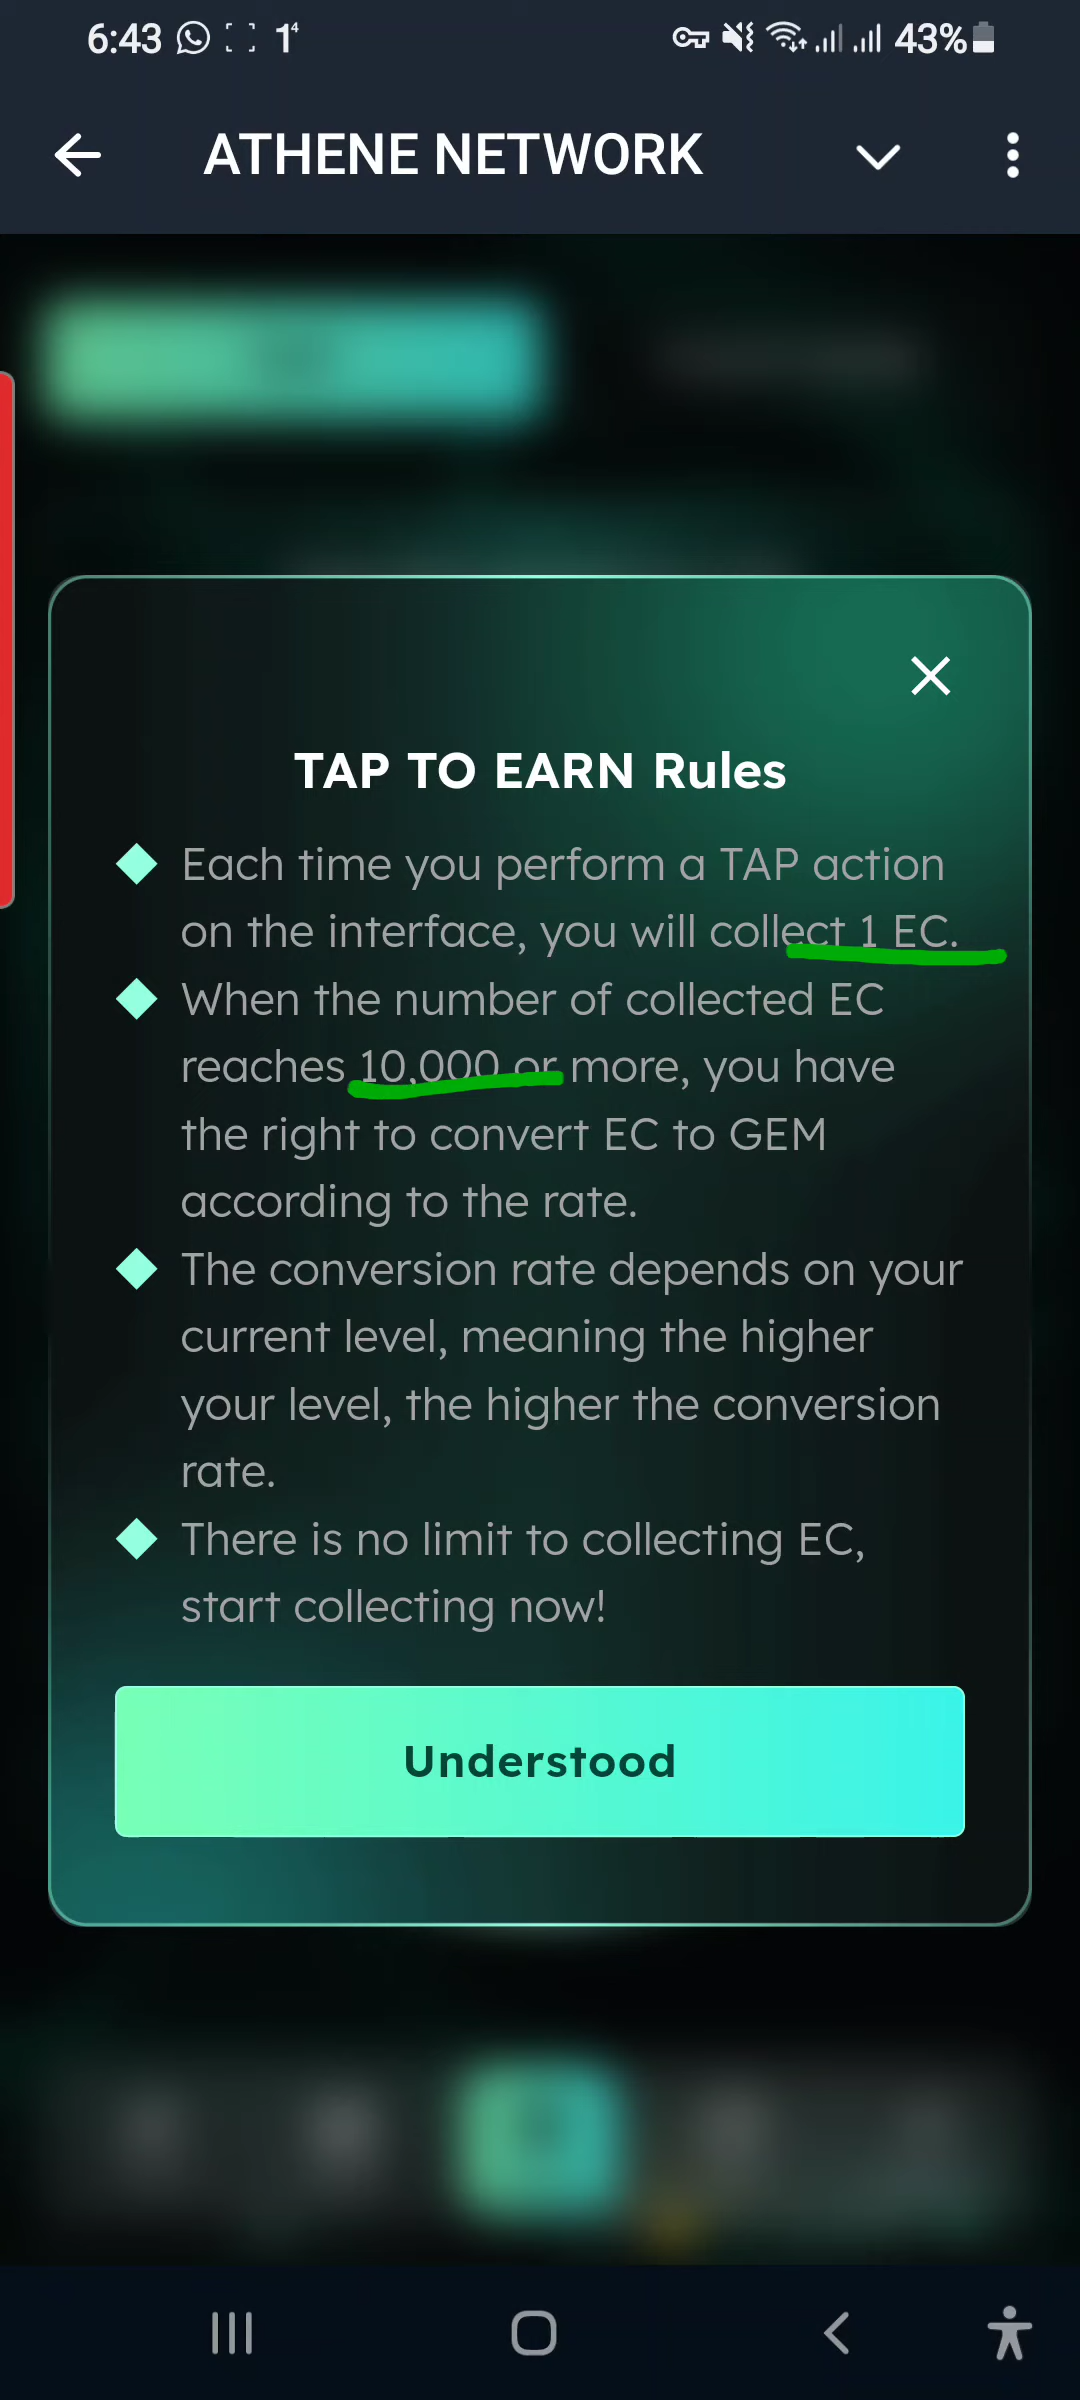 6:43 1⁴ 43%
ATHENE NETWORK
TAP TO EARN Rules
Each time you perform a TAP action
on the interface, you will collect 1 EC.
When the number of collected EC
reaches 10,000 or more, you have
the right to convert EC to GEM
according to the rate.
The conversion rate depends on your
current level, meaning the higher
your level, the higher the conversion
rate.
There is no limit to collecting EC,
start collecting now!
Understood